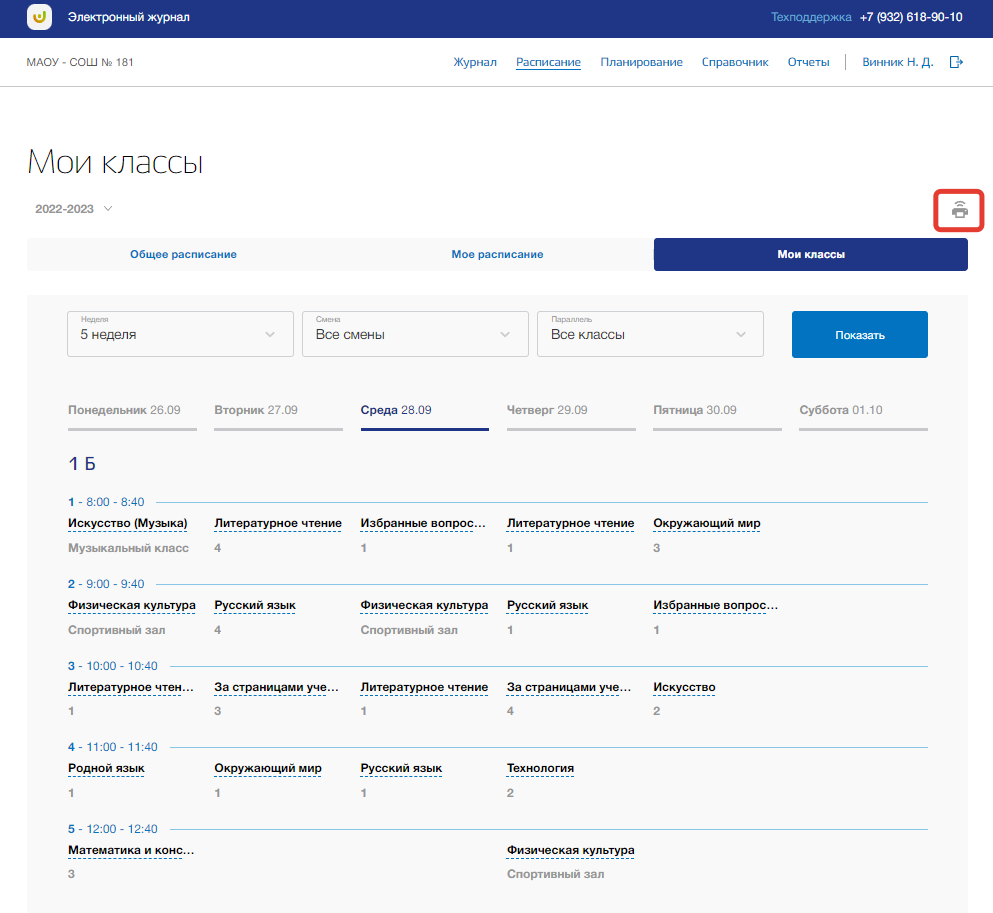 Электронный журнал
Техподдержка +7 (932) 618-90-10
МАОУ - СОШ № 181
Журнал Расписание Планирование Справочник Отчеты Винник Н. Д.
Мои классы
2022-2023
Общее расписание Мое расписание Мои классы
Неделя Смена Параллель
5 неделя Все смены Все классы Показать
Понедельник 26.09 Вторник 27.09 Среда 28.09 Четверг 29.09 Пятница 30.09 Суббота 01.10
1 Б
1 - 8:00 - 8:40
Искусство (Музыка) Литературное чтение Избранные вопрос... Литературное чтение Окружающий мир
Музыкальный класс 4 1 1 3
2 - 9:00 - 9:40
Физическая культура Русский язык Физическая культура Русский язык Избранные вопрос...
Спортивный зал 4 Спортивный зал 1 1
3 - 10:00 - 10:40
Литературное чтен... За страницами уче... Литературное чтение За страницами уче... Искусство
1 3 1 4 2
4 - 11:00 - 11:40
Родной язык Окружающий мир Русский язык Технология
1 1 1 2
5 - 12:00 - 12:40
Математика и конс... Физическая культура
3 Спортивный зал